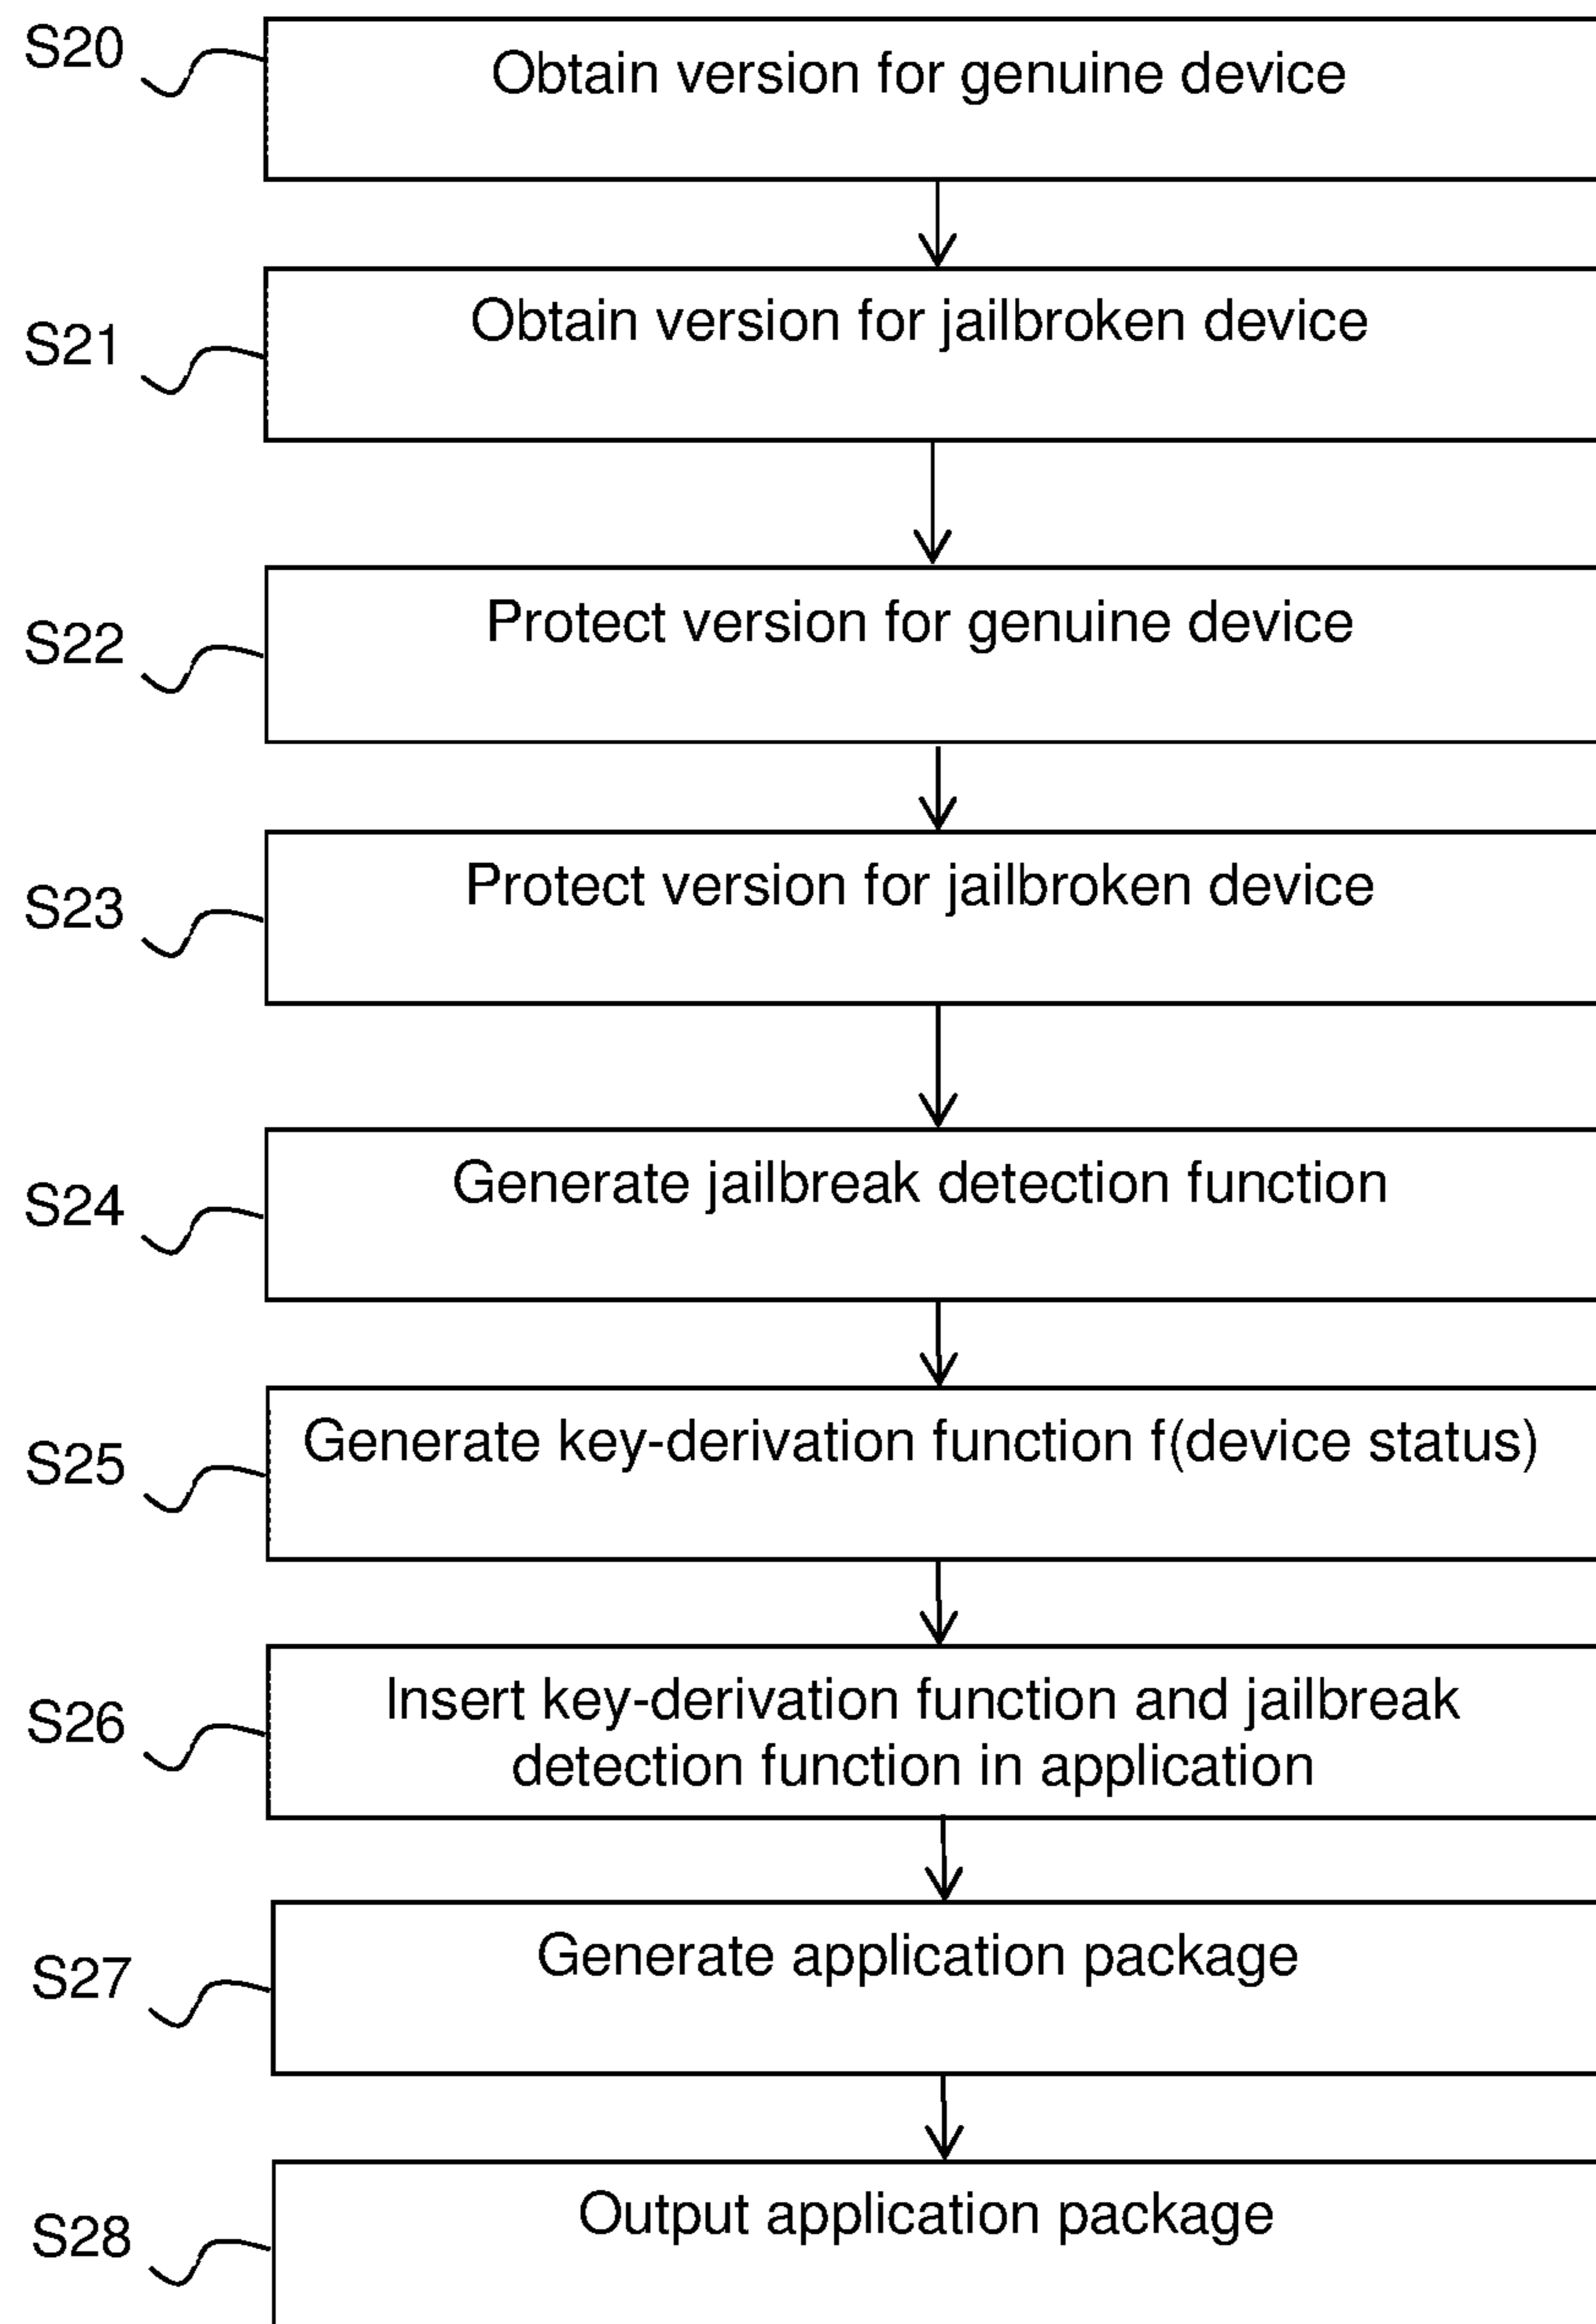 S20
Obtain version for genuine device
S21
Obtain version for jailbroken device
S22
Protect version for genuine device
S23
Protect version for jailbroken device
S24
Generate jailbreak detection function
S25
Generate key-derivation function f(device status)
S26
Insert key-derivation function and jailbreak
detection function in application
S27
Generate application package
S28
Output application package